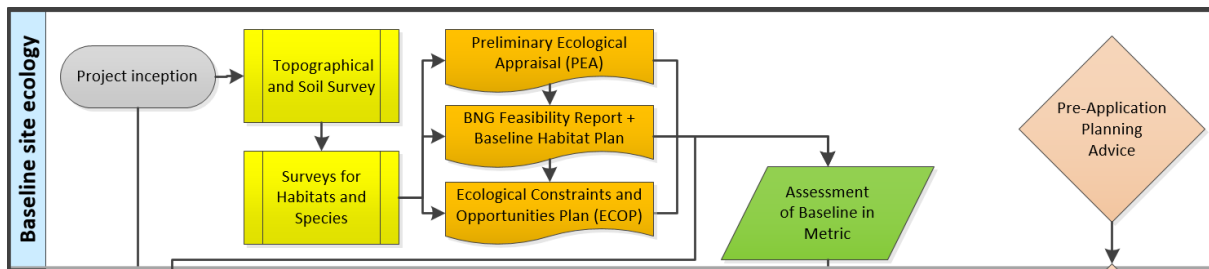 Baseline site ecology
Project inception
Topographical
and Soil Survey
Surveys for
Habitats and
Species
Preliminary Ecological
Appraisal (PEA)
BNG Feasibility Report +
Baseline Habitat Plan
Ecological Constraints and
Opportunities Plan (ECOP)
Assessment
of Baseline in
Metric
Pre-Application
Planning
Advice